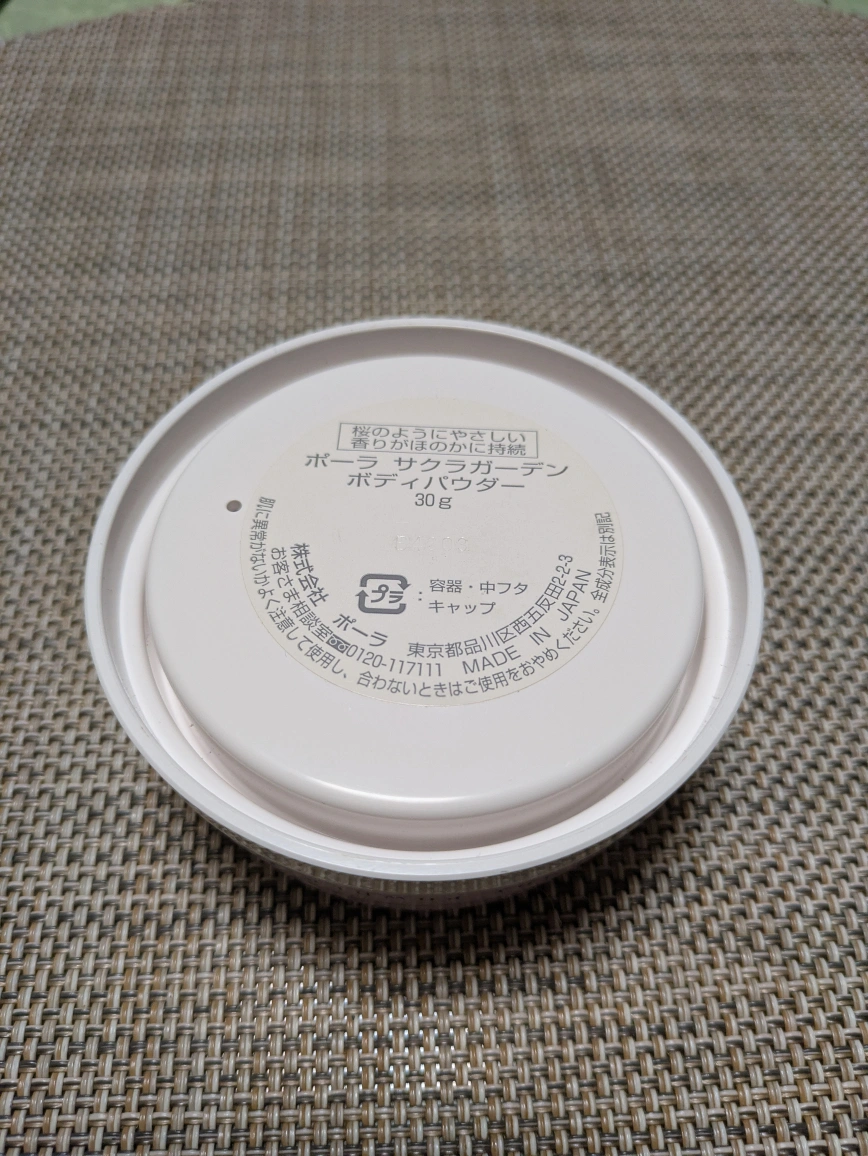 桜のようにやさしい
香りがほのかに持続
ポーラ サクラガーデン
ボディパウダー
30g
プラ : 容器・中フタ
キャップ
株式会社 ポーラ 東京都品川区西五反田2-2-3
お客さま相談室 0120-117111 MADE IN JAPAN
肌に異常がないかよく注意して使用し、合わないときはご使用をおやめください。全成分表示は別記